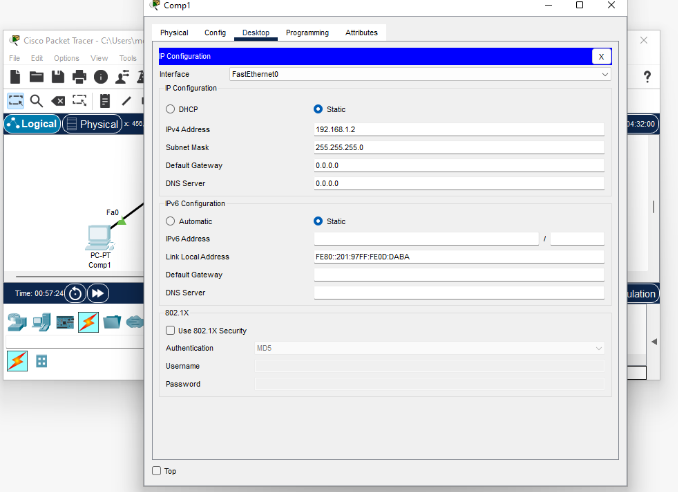 Comp1
Physical Config Desktop Programming Attributes
IP Configuration X
Interface FastEthernet0
IP Configuration
DHCP Static
IPv4 Address 192.168.1.2
Subnet Mask 255.255.255.0
Default Gateway 0.0.0.0
DNS Server 0.0.0.0
IPv6 Configuration
Automatic Static
IPv6 Address /
Link Local Address FE80::201:97FF:FE0D:DABA
Default Gateway
DNS Server
802.1X
Use 802.1X Security
Authentication MD5
Username
Password
Top
Cisco Packet Tracer - C:\Users\m
File Edit Options View Tools
?
Logical Physical x: 4:32:00
Fa0
PC-PT
Comp1
Time: 00:57:24 ulation